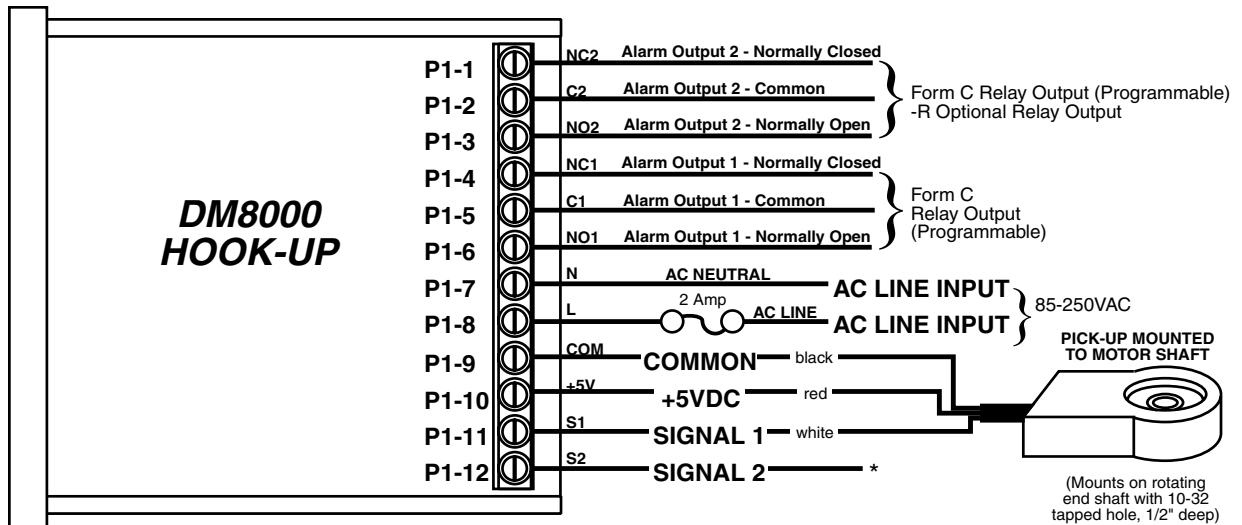 DM8000
HOOK-UP
P1-1 NC2 Alarm Output 2 - Normally Closed
P1-2 C2 Alarm Output 2 - Common
P1-3 NO2 Alarm Output 2 - Normally Open
Form C Relay Output (Programmable)
-R Optional Relay Output
P1-4 NC1 Alarm Output 1 - Normally Closed
P1-5 C1 Alarm Output 1 - Common
P1-6 NO1 Alarm Output 1 - Normally Open
Form C
Relay Output
(Programmable)
P1-7 N AC NEUTRAL AC LINE INPUT
P1-8 L 2 Amp AC LINE AC LINE INPUT
85-250VAC
P1-9 COM COMMON black
P1-10 +5V +5VDC red
P1-11 S1 SIGNAL 1 white
P1-12 S2 SIGNAL 2 *
PICK-UP MOUNTED
TO MOTOR SHAFT
(Mounts on rotating
end shaft with 10-32
tapped hole, 1/2" deep)